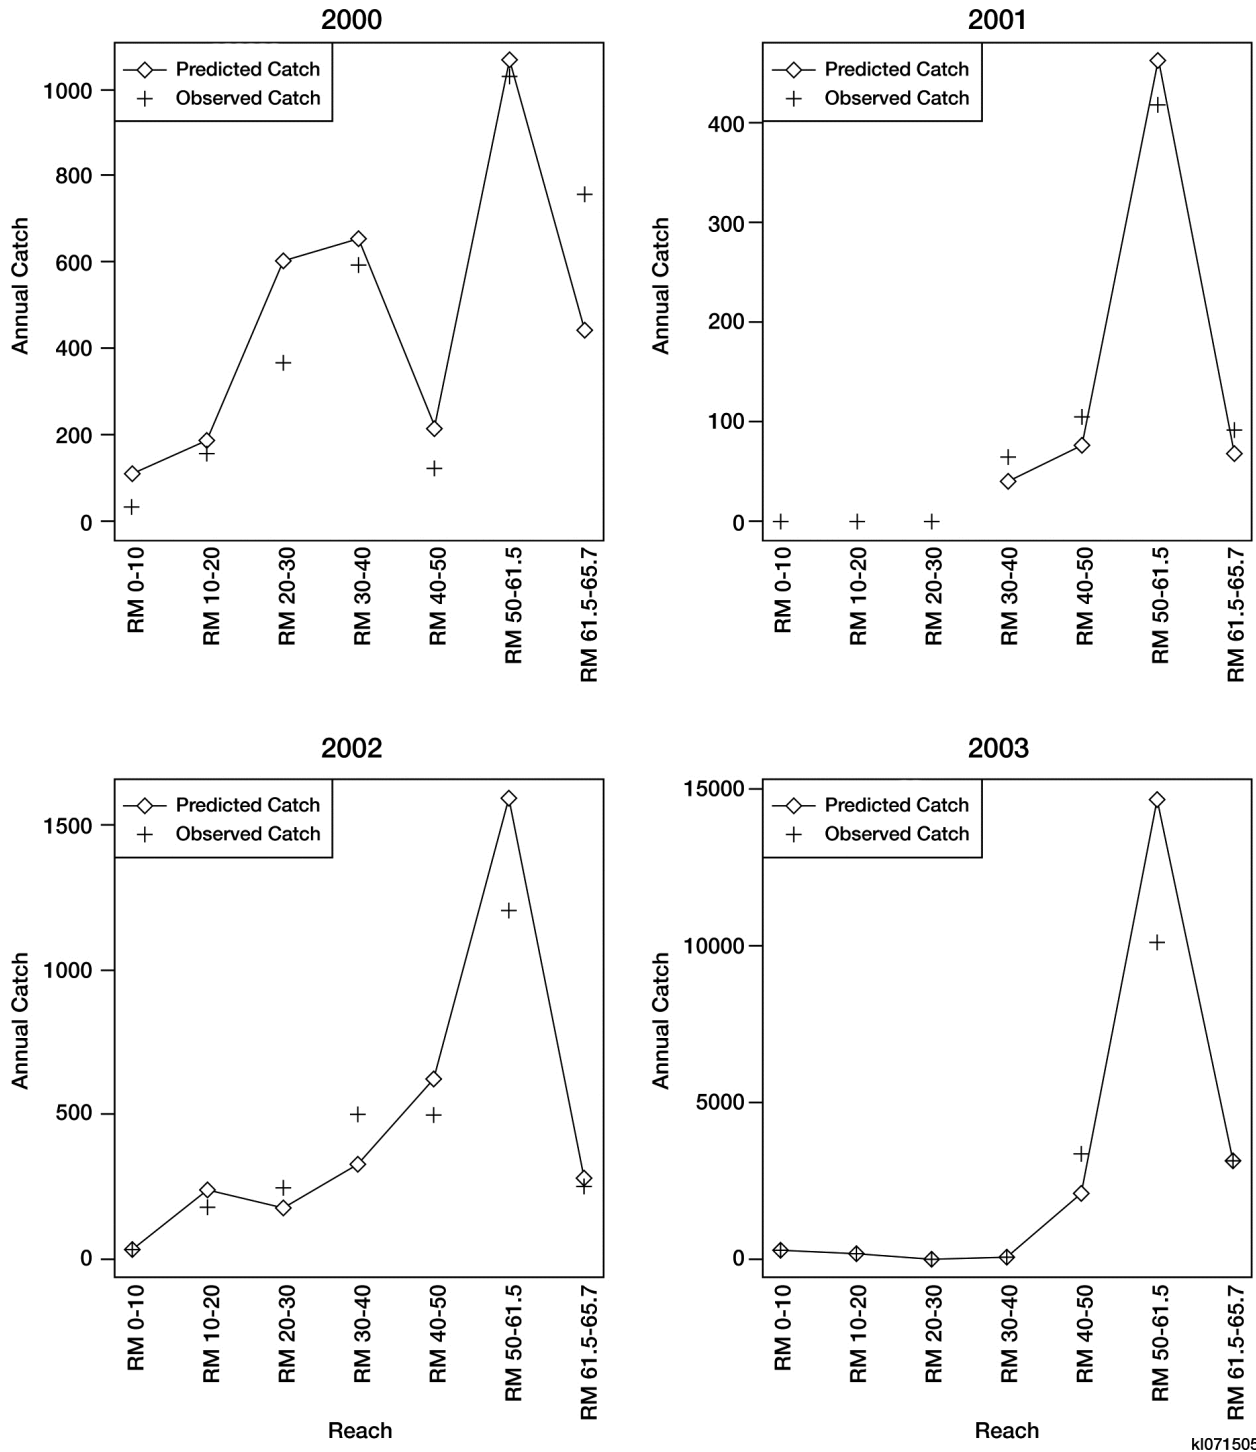 2000
Predicted Catch
Observed Catch
1000
800
600
400
200
0
Annual Catch
RM 0-10
RM 10-20
RM 20-30
RM 30-40
RM 40-50
RM 50-61.5
RM 61.5-65.7
2001
Predicted Catch
Observed Catch
400
300
200
100
0
Annual Catch
RM 0-10
RM 10-20
RM 20-30
RM 30-40
RM 40-50
RM 50-61.5
RM 61.5-65.7
2002
Predicted Catch
Observed Catch
1500
1000
500
0
Annual Catch
RM 0-10
RM 10-20
RM 20-30
RM 30-40
RM 40-50
RM 50-61.5
RM 61.5-65.7
Reach
2003
Predicted Catch
Observed Catch
15000
10000
5000
0
Annual Catch
RM 0-10
RM 10-20
RM 20-30
RM 30-40
RM 40-50
RM 50-61.5
RM 61.5-65.7
Reach
kl071505